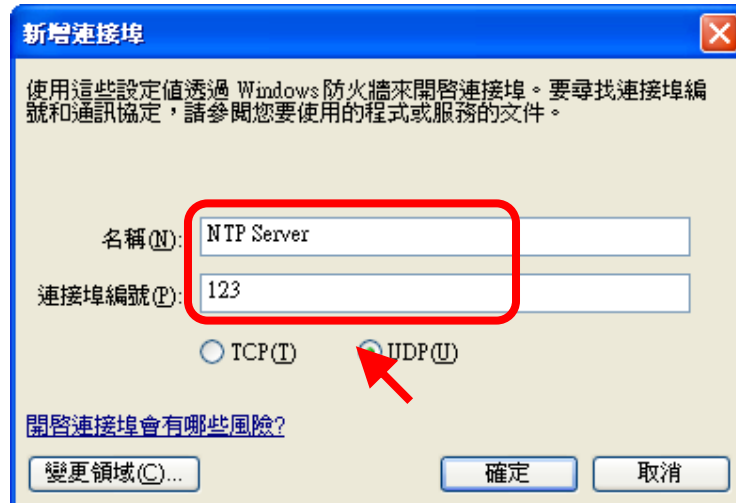 新增連接埠
使用這些設定值透過 Windows 防火牆來開啓連接埠。要尋找連接埠編
號和通訊協定，請參閱您要使用的程式或服務的文件。
名稱(N): NTP Server
連接埠編號(P): 123
TCP(T) UDP(U)
開啓連接埠會有哪些風險?
變更領域(C)... 確定 取消